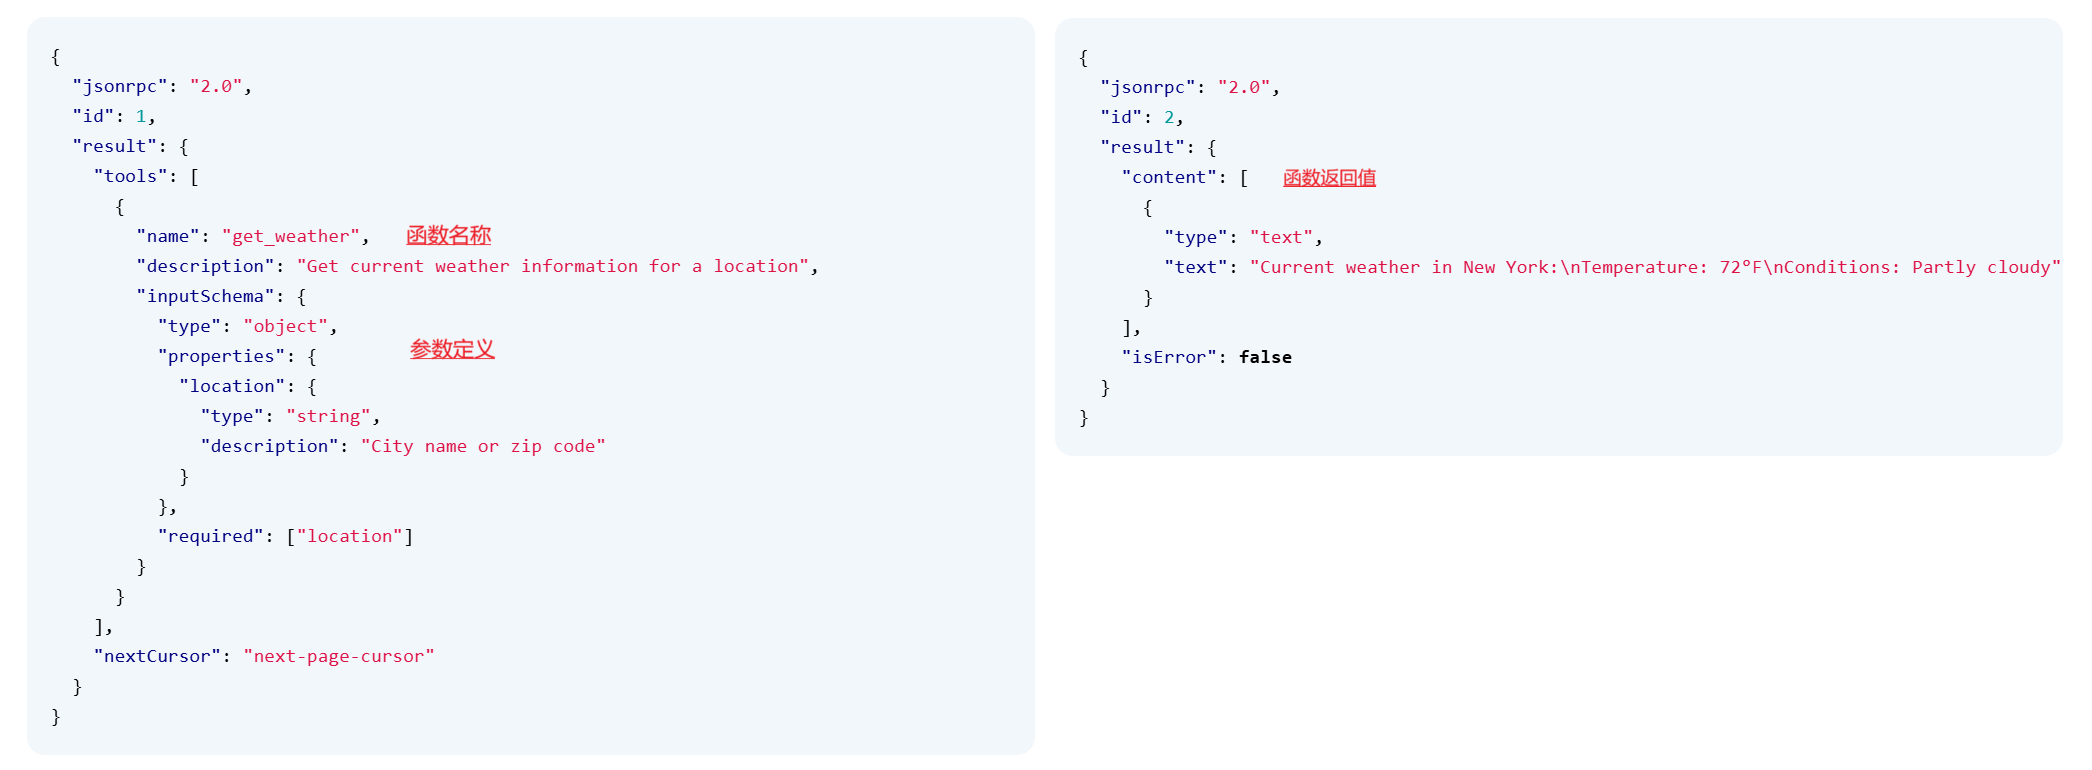 {
  "jsonrpc": "2.0",
  "id": 1,
  "result": {
    "tools": [
      {
        "name": "get_weather", 函数名称
        "description": "Get current weather information for a location",
        "inputSchema": {
          "type": "object",
          "properties": { 参数定义
            "location": {
              "type": "string",
              "description": "City name or zip code"
            }
          },
          "required": ["location"]
        }
      }
    ],
    "nextCursor": "next-page-cursor"
  }
}
{
  "jsonrpc": "2.0",
  "id": 2,
  "result": {
    "content": [ 函数返回值
      {
        "type": "text",
        "text": "Current weather in New York:\nTemperature: 72°F\nConditions: Partly cloudy"
      }
    ],
    "isError": false
  }
}